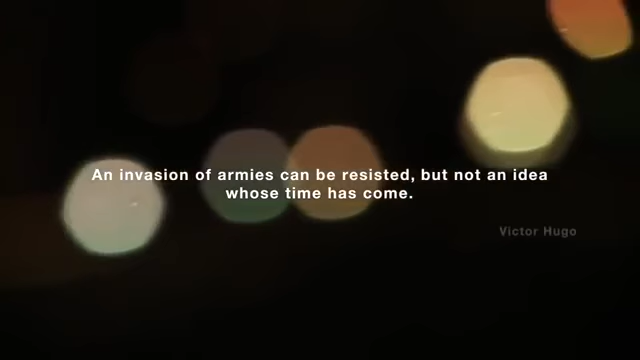 An invasion of armies can be resisted, but not an idea
whose time has come.
Victor Hugo